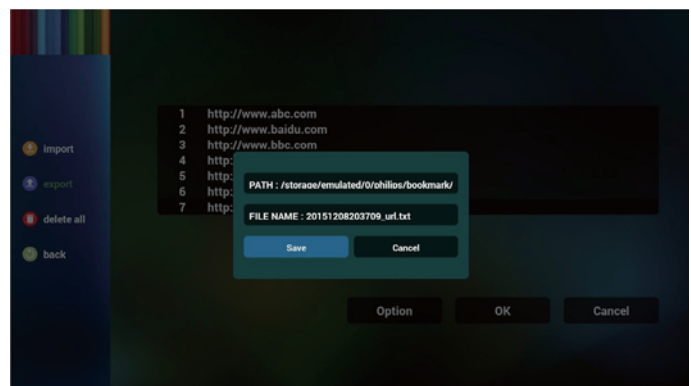 import
export
delete all
back
1 http://www.abc.com
2 http://www.baidu.com
3 http://www.bbc.com
4 http:
5 http:
6 http:
7 http:
PATH : /storage/emulated/0/philips/bookmark/
FILE NAME : 20151208203709_url.txt
Save Cancel
Option OK Cancel